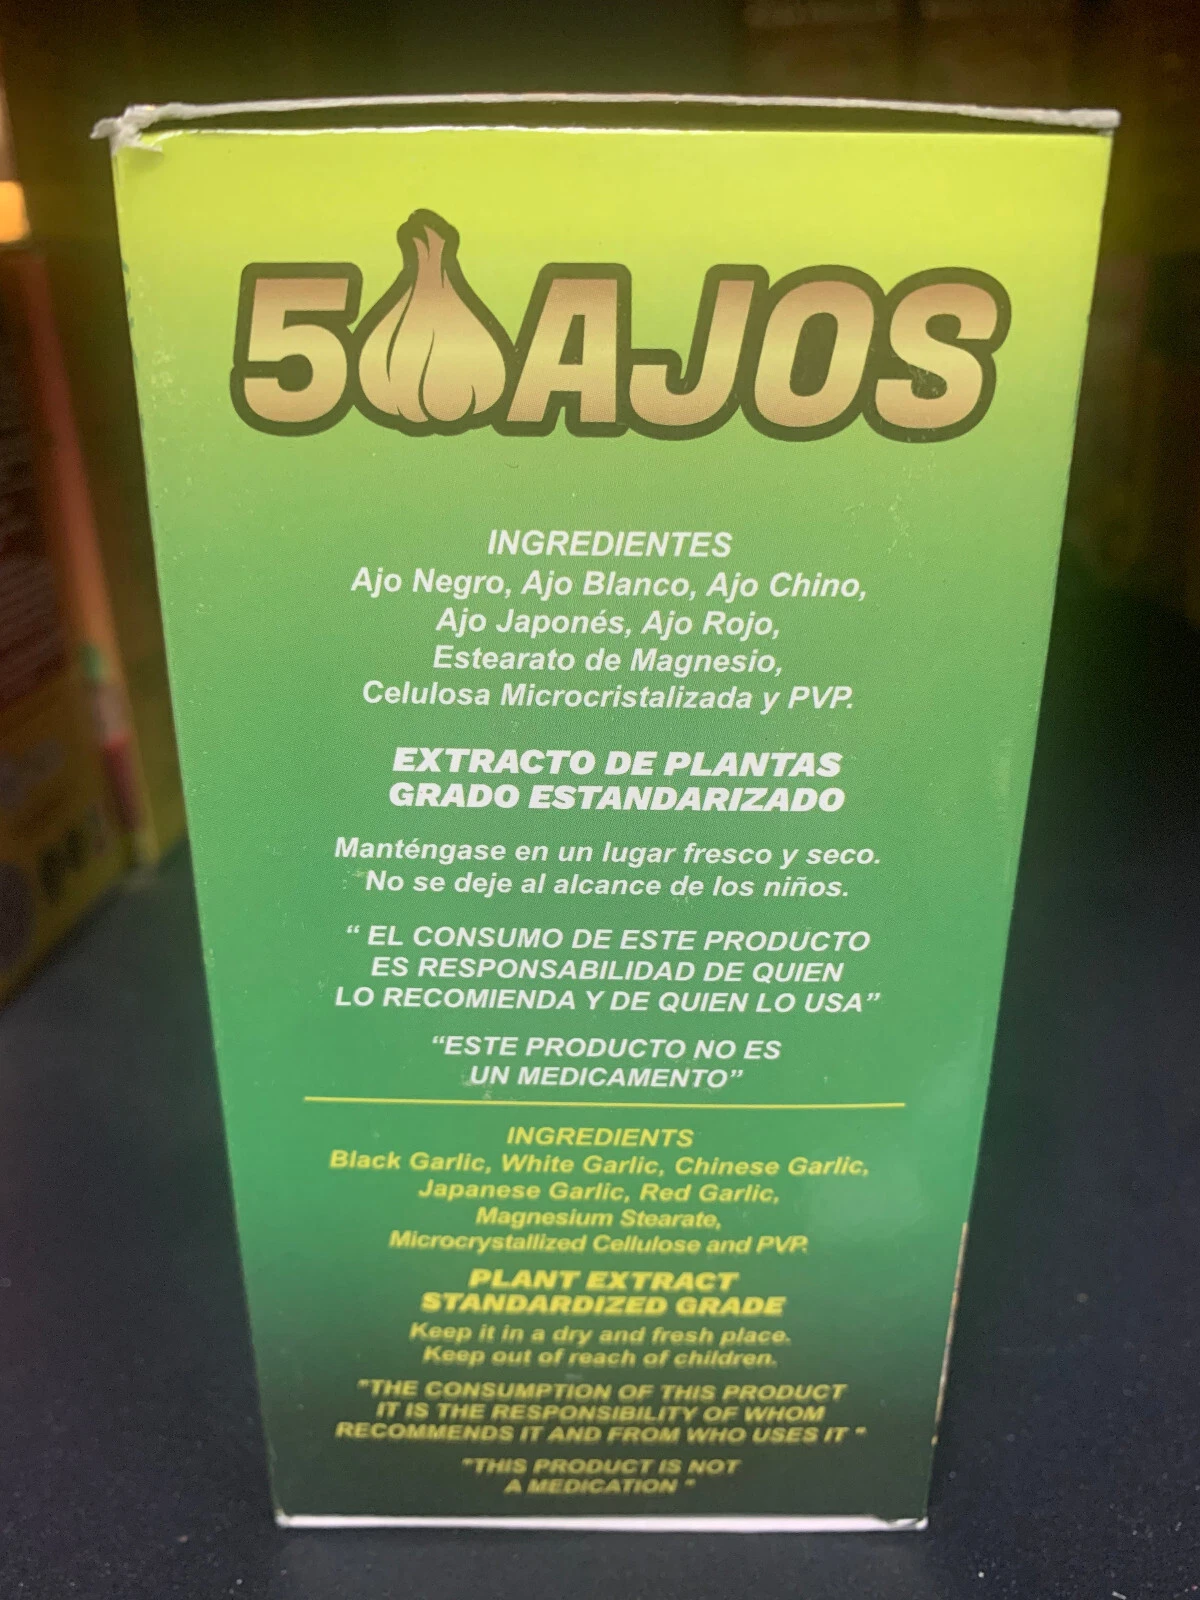 5 AJOS
INGREDIENTES
Ajo Negro, Ajo Blanco, Ajo Chino,
Ajo Japonés, Ajo Rojo,
Estearato de Magnesio,
Celulosa Microcristalizada y PVP.
EXTRACTO DE PLANTAS
GRADO ESTANDARIZADO
Manténgase en un lugar fresco y seco.
No se deje al alcance de los niños.
“ EL CONSUMO DE ESTE PRODUCTO
ES RESPONSABILIDAD DE QUIEN
LO RECOMIENDA Y DE QUIEN LO USA”
“ESTE PRODUCTO NO ES
UN MEDICAMENTO”
INGREDIENTS
Black Garlic, White Garlic, Chinese Garlic,
Japanese Garlic, Red Garlic,
Magnesium Stearate,
Microcrystallized Cellulose and PVP.
PLANT EXTRACT
STANDARDIZED GRADE
Keep it in a dry and fresh place.
Keep out of reach of children.
"THE CONSUMPTION OF THIS PRODUCT
IT IS THE RESPONSIBILITY OF WHOM
RECOMMENDS IT AND FROM WHO USES IT "
"THIS PRODUCT IS NOT
A MEDICATION "